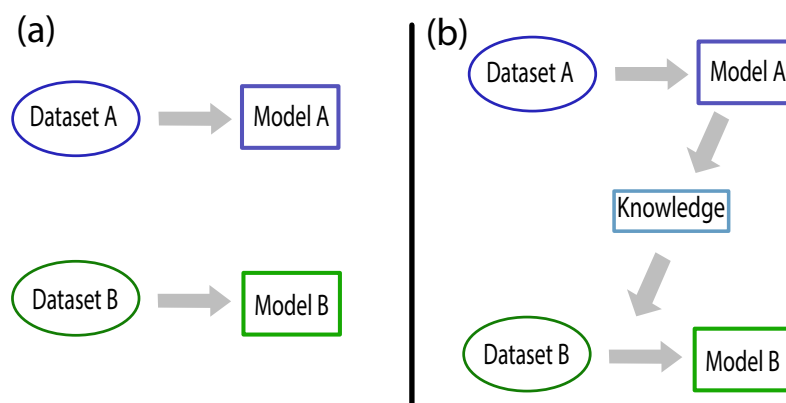 (a)
Dataset A
Model A
Dataset B
Model B
(b)
Dataset A
Model A
Knowledge
Dataset B
Model B